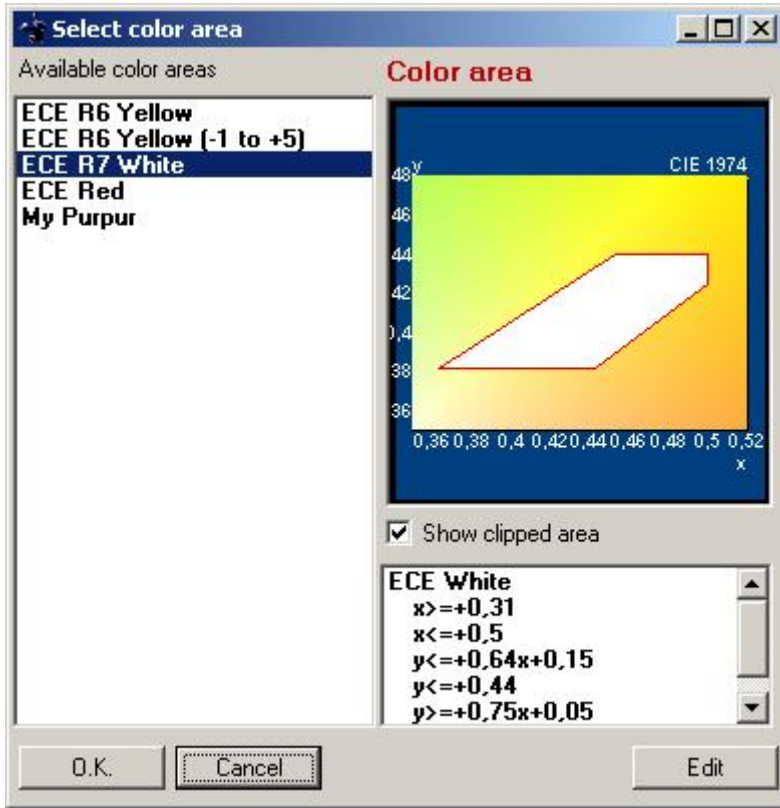 Select color area
Available color areas
Color area
ECE R6 Yellow
ECE R6 Yellow (-1 to +5)
ECE R7 White
ECE Red
My Purpur
y
CIE 1974
48
46
44
42
0,4
38
36
0,36 0,38 0,4 0,42 0,44 0,46 0,48 0,5 0,52
x
Show clipped area
ECE White
x>=+0,31
x<=+0,5
y<=+0,64x+0,15
y<=+0,44
y>=+0,75x+0,05
O.K.
Cancel
Edit